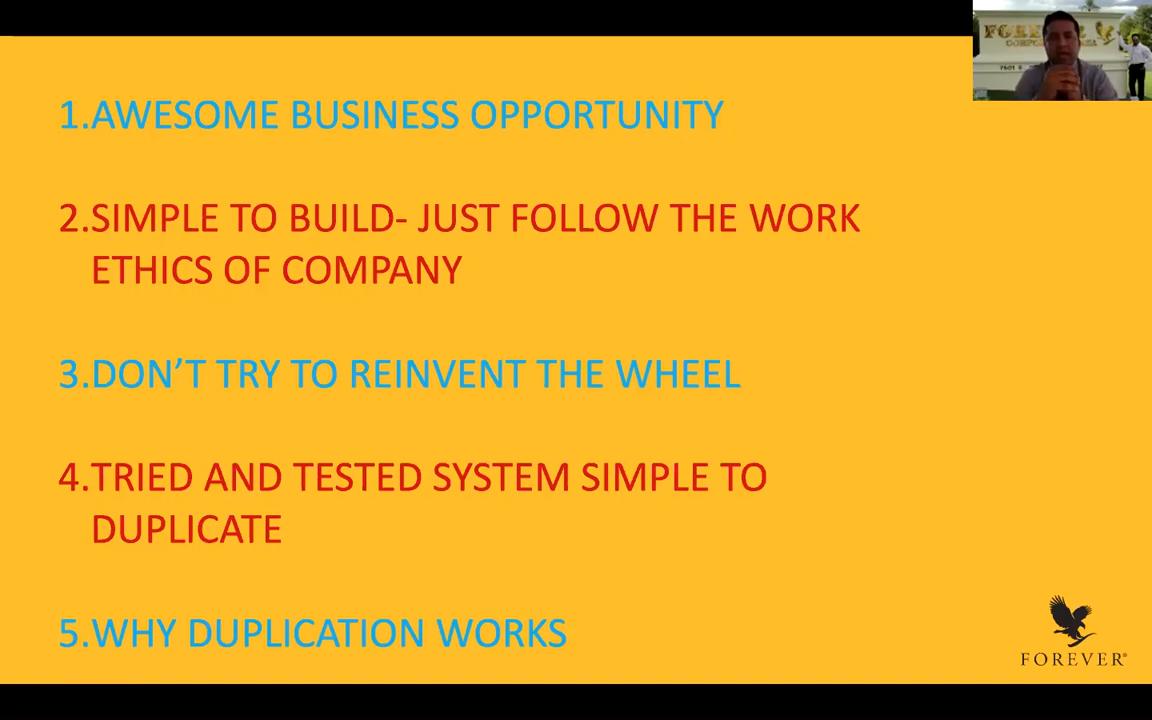 1.AWESOME BUSINESS OPPORTUNITY
2.SIMPLE TO BUILD- JUST FOLLOW THE WORK
ETHICS OF COMPANY
3.DON’T TRY TO REINVENT THE WHEEL
4.TRIED AND TESTED SYSTEM SIMPLE TO
DUPLICATE
5.WHY DUPLICATION WORKS
FOREVER®